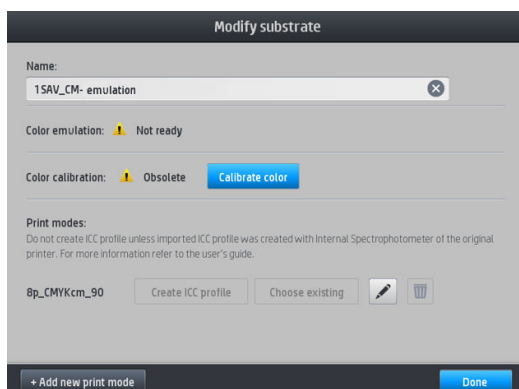 Modify substrate
Name:
1SAV_CM- emulation
Color emulation: Not ready
Color calibration: Obsolete Calibrate color
Print modes:
Do not create ICC profile unless imported ICC profile was created with Internal Spectrophotometer of the original
printer. For more information refer to the user's guide.
8p_CMYKcm_90 Create ICC profile Choose existing
+ Add new print mode Done